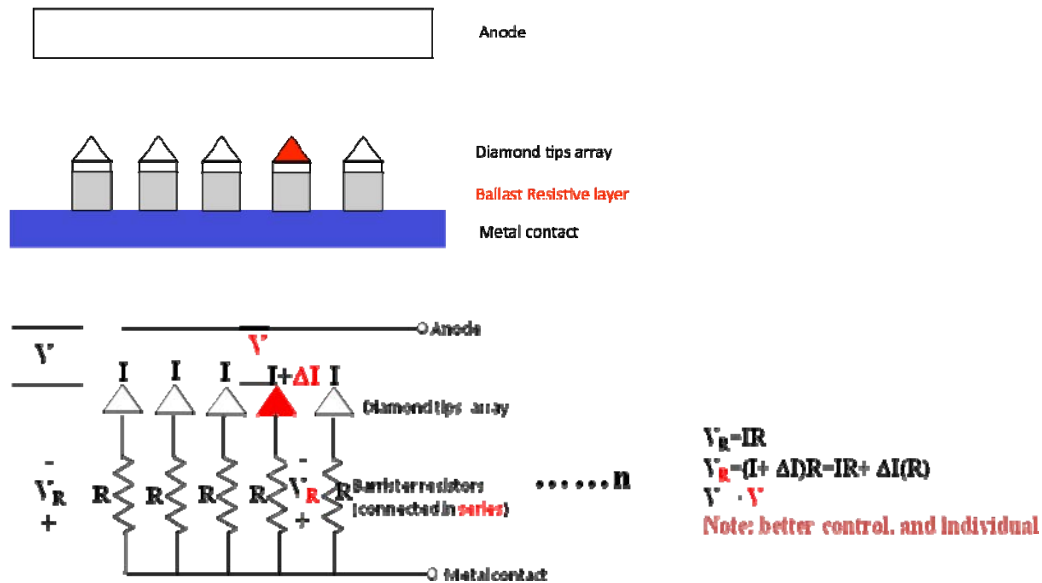 Anode
Diamond tips array
Ballast Resistive layer
Metal contact
Anode
V
V
I I I I+ΔI I
Diamond tips array
-
-
V_R R R R R V_R R Barrister resistors
+ + (connected in series)
......n
Metal contact
V_R=IR
V_R=(I+ ΔI)R=IR+ ΔI(R)
V V
Note: better control, and individual